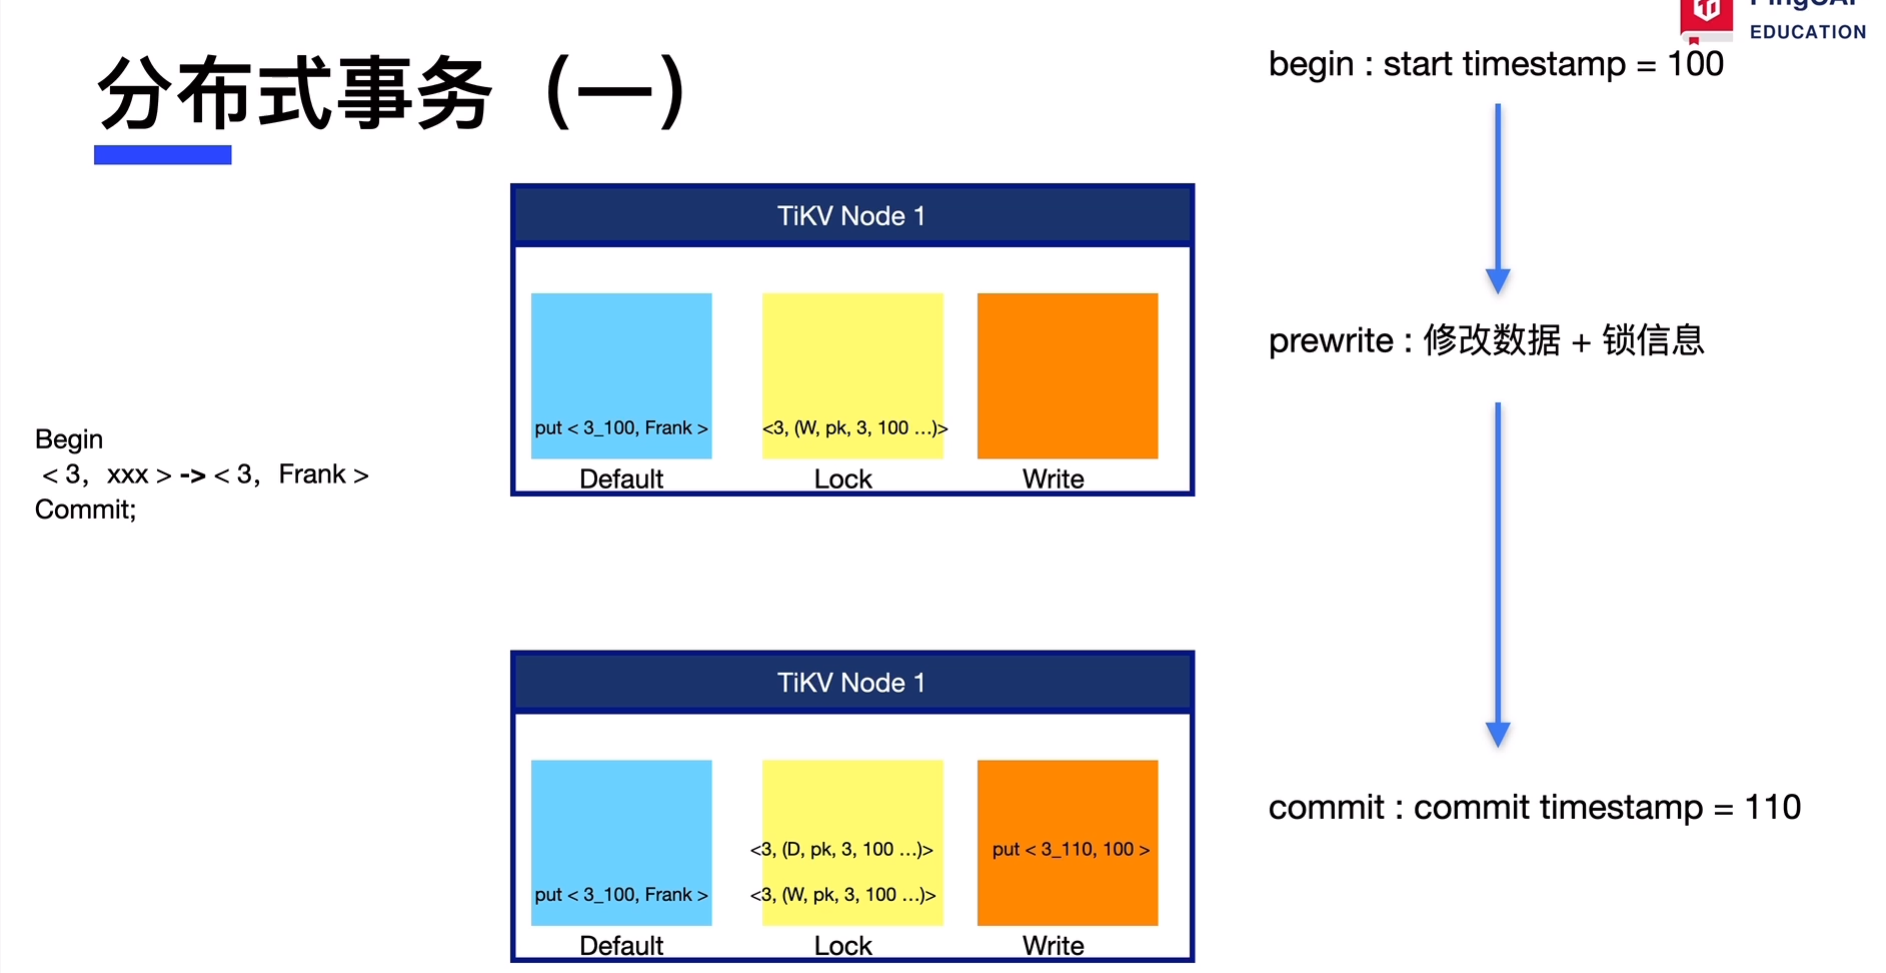 PingCAP
EDUCATION
分布式事务（一）
begin : start timestamp = 100
TiKV Node 1
put < 3_100, Frank >
<3, (W, pk, 3, 100 ...)>
Default
Lock
Write
prewrite : 修改数据 + 锁信息
Begin
< 3，xxx > -> < 3，Frank >
Commit;
TiKV Node 1
<3, (D, pk, 3, 100 ...)>
put < 3_110, 100 >
put < 3_100, Frank >
<3, (W, pk, 3, 100 ...)>
Default
Lock
Write
commit : commit timestamp = 110